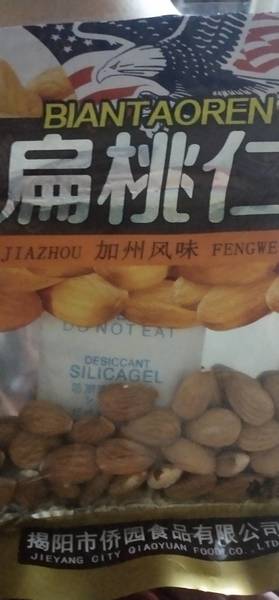 BIANTAOREN
扁桃仁
JIAZHOU 加州风味 FENGWE
DO NOT EAT
DESICCANT
SILICAGEL
揭阳市侨园食品有限公司
JIEYANG CITY QIAOYUAN FOOD CO., LTD